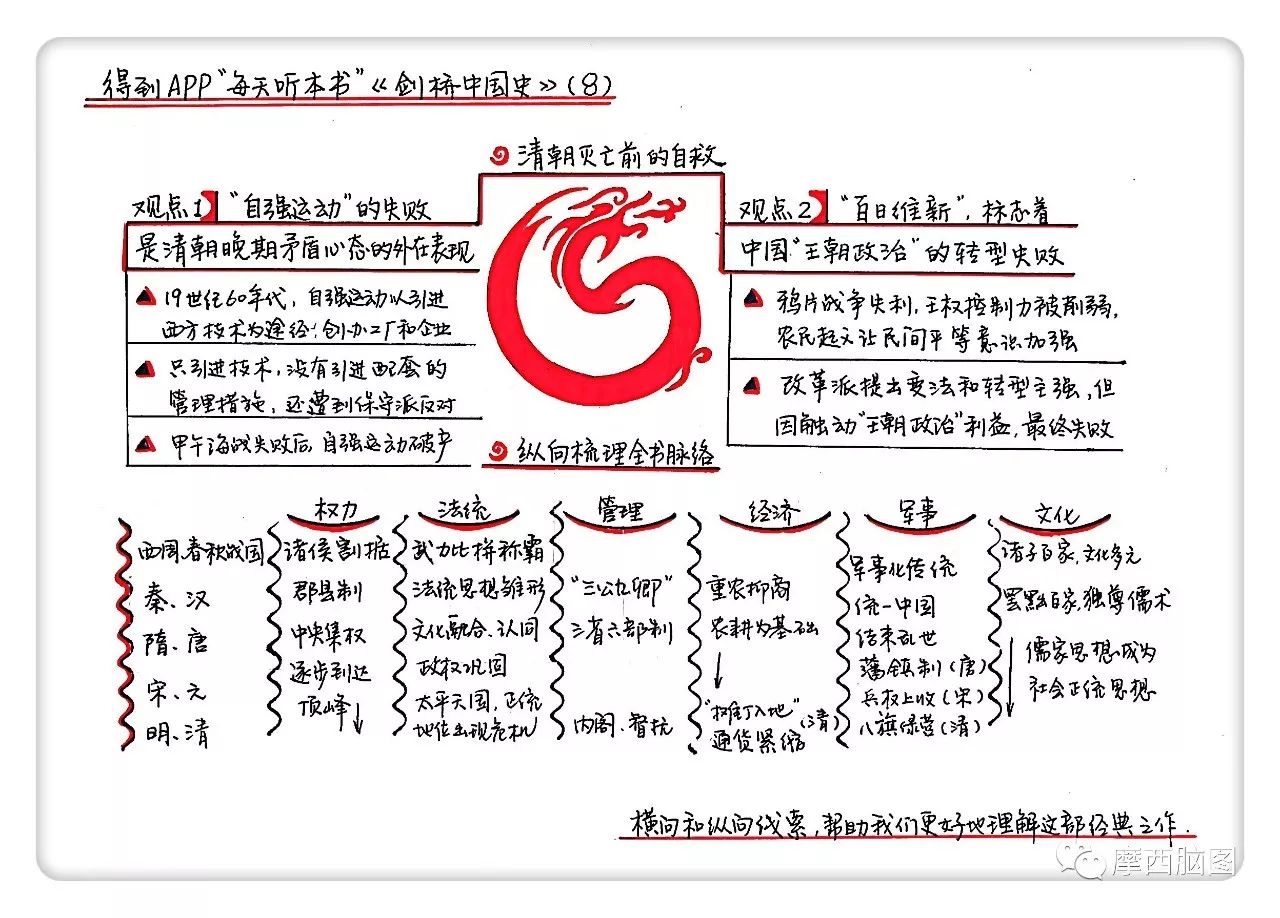 得到APP"每天听本书"《剑桥中国史》(8)
清朝灭亡前的自救
观点1 "自强运动"的失败
是清朝晚期矛盾心态的外在表现
19世纪60年代，自强运动以引进
西方技术为途径：创办工厂和企业
只引进技术，没有引进配套的
管理措施，还遭到保守派反对
甲午海战失败后，自强运动破产
观点2 "百日维新"，标志着
中国"王朝政治"的转型失败
鸦片战争失利，王权控制力被削弱，
农民起义让民间平等意识加强
改革派提出变法和转型主张，但
因触动"王朝政治"利益，最终失败
纵向梳理全书脉络
西周、春秋战国
秦、汉
隋、唐
宋、元
明、清
权力
诸侯割据
郡县制
中央集权
逐步到达
顶峰
法统
武力比拼称霸
法统思想雏形
文化融合、认同
政权巩固
太平天国，正统
地位出现危机
管理
"三公九卿"
三省六部制
内阁、智抗
经济
重农抑商
农耕为基础
"摊丁入地"
通货紧缩(清)
军事
军事化传统
统一中国
结束乱世
藩镇制(唐)
兵权上收(宋)
八旗绿营(清)
文化
诸子百家，文化多元
罢黜百家，独尊儒术
儒家思想成为
社会正统思想
横向和纵向线索，帮助我们更好地理解这部经典之作.
摩西脑图